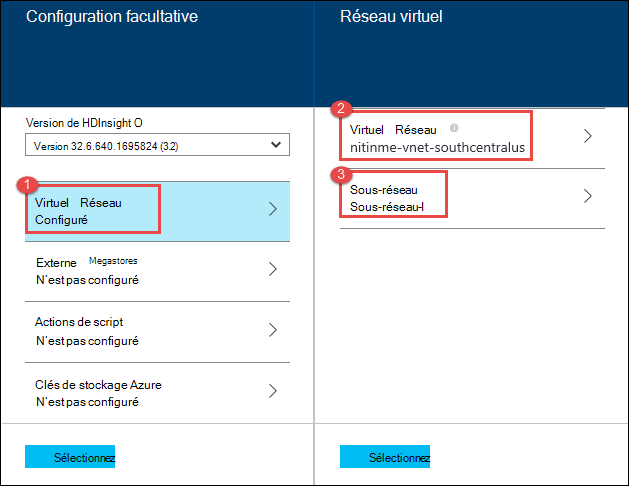 Configuration facultative
Version de HDInsight O
Version 32.6.640.1695824 (3.2)
1
Virtuel Réseau
Configuré
Externe Megastores
N'est pas configuré
Actions de script
N'est pas configuré
Clés de stockage Azure
N'est pas configuré
Sélectionnez
Réseau virtuel
2
Virtuel Réseau
nitinme-vnet-southcentralus
3
Sous-réseau
Sous-réseau-l
Sélectionnez